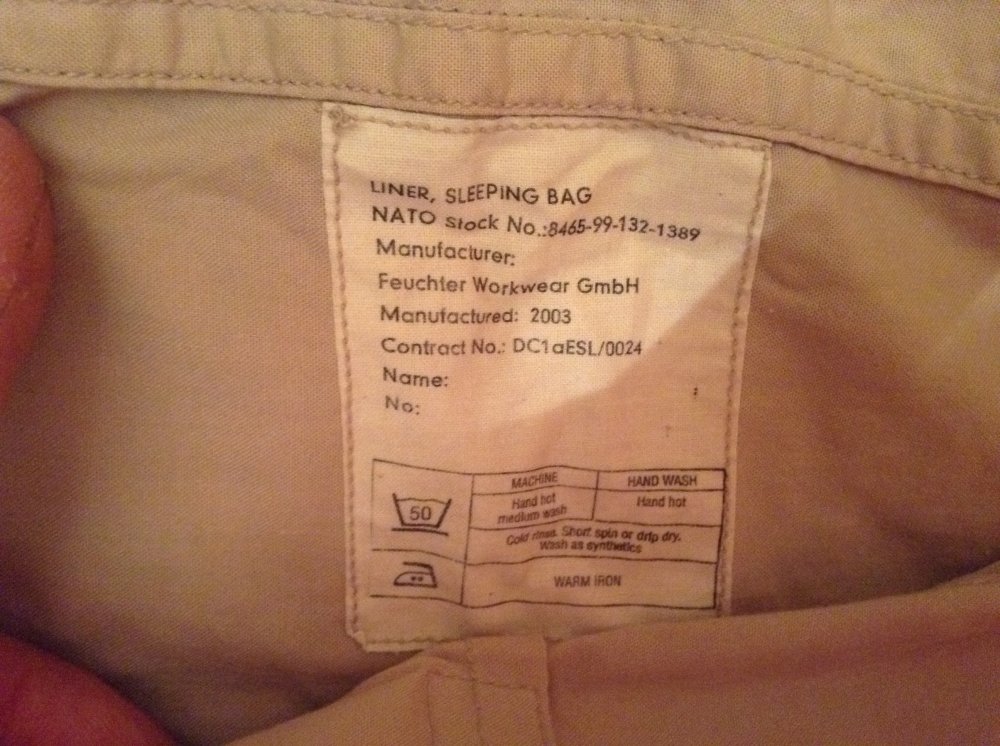 LINER, SLEEPING BAG
NATO Stock No.:8465-99-132-1389
Manufacturer:
Feuchter Workwear GmbH
Manufactured: 2003
Contract No.: DC1aESL/0024
Name:
No:
50
MACHINE
Hand hot
medium wash
HAND WASH
Hand hot
Cold rinse. Short spin or drip dry.
Wash as synthetics
WARM IRON